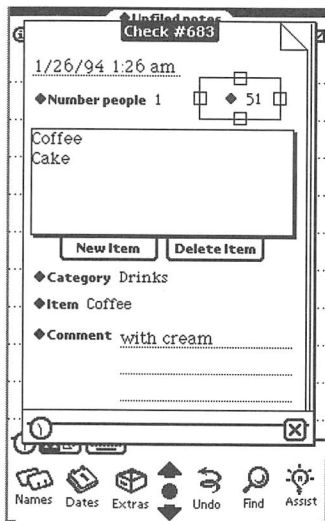 ◆Unfiled notes
Check #683
1/26/94 1:26 am
◆Number people 1
◆ 51
Coffee
Cake
New Item
Delete Item
◆Category Drinks
◆Item Coffee
◆Comment with cream
Names Dates Extras Undo Find Assist